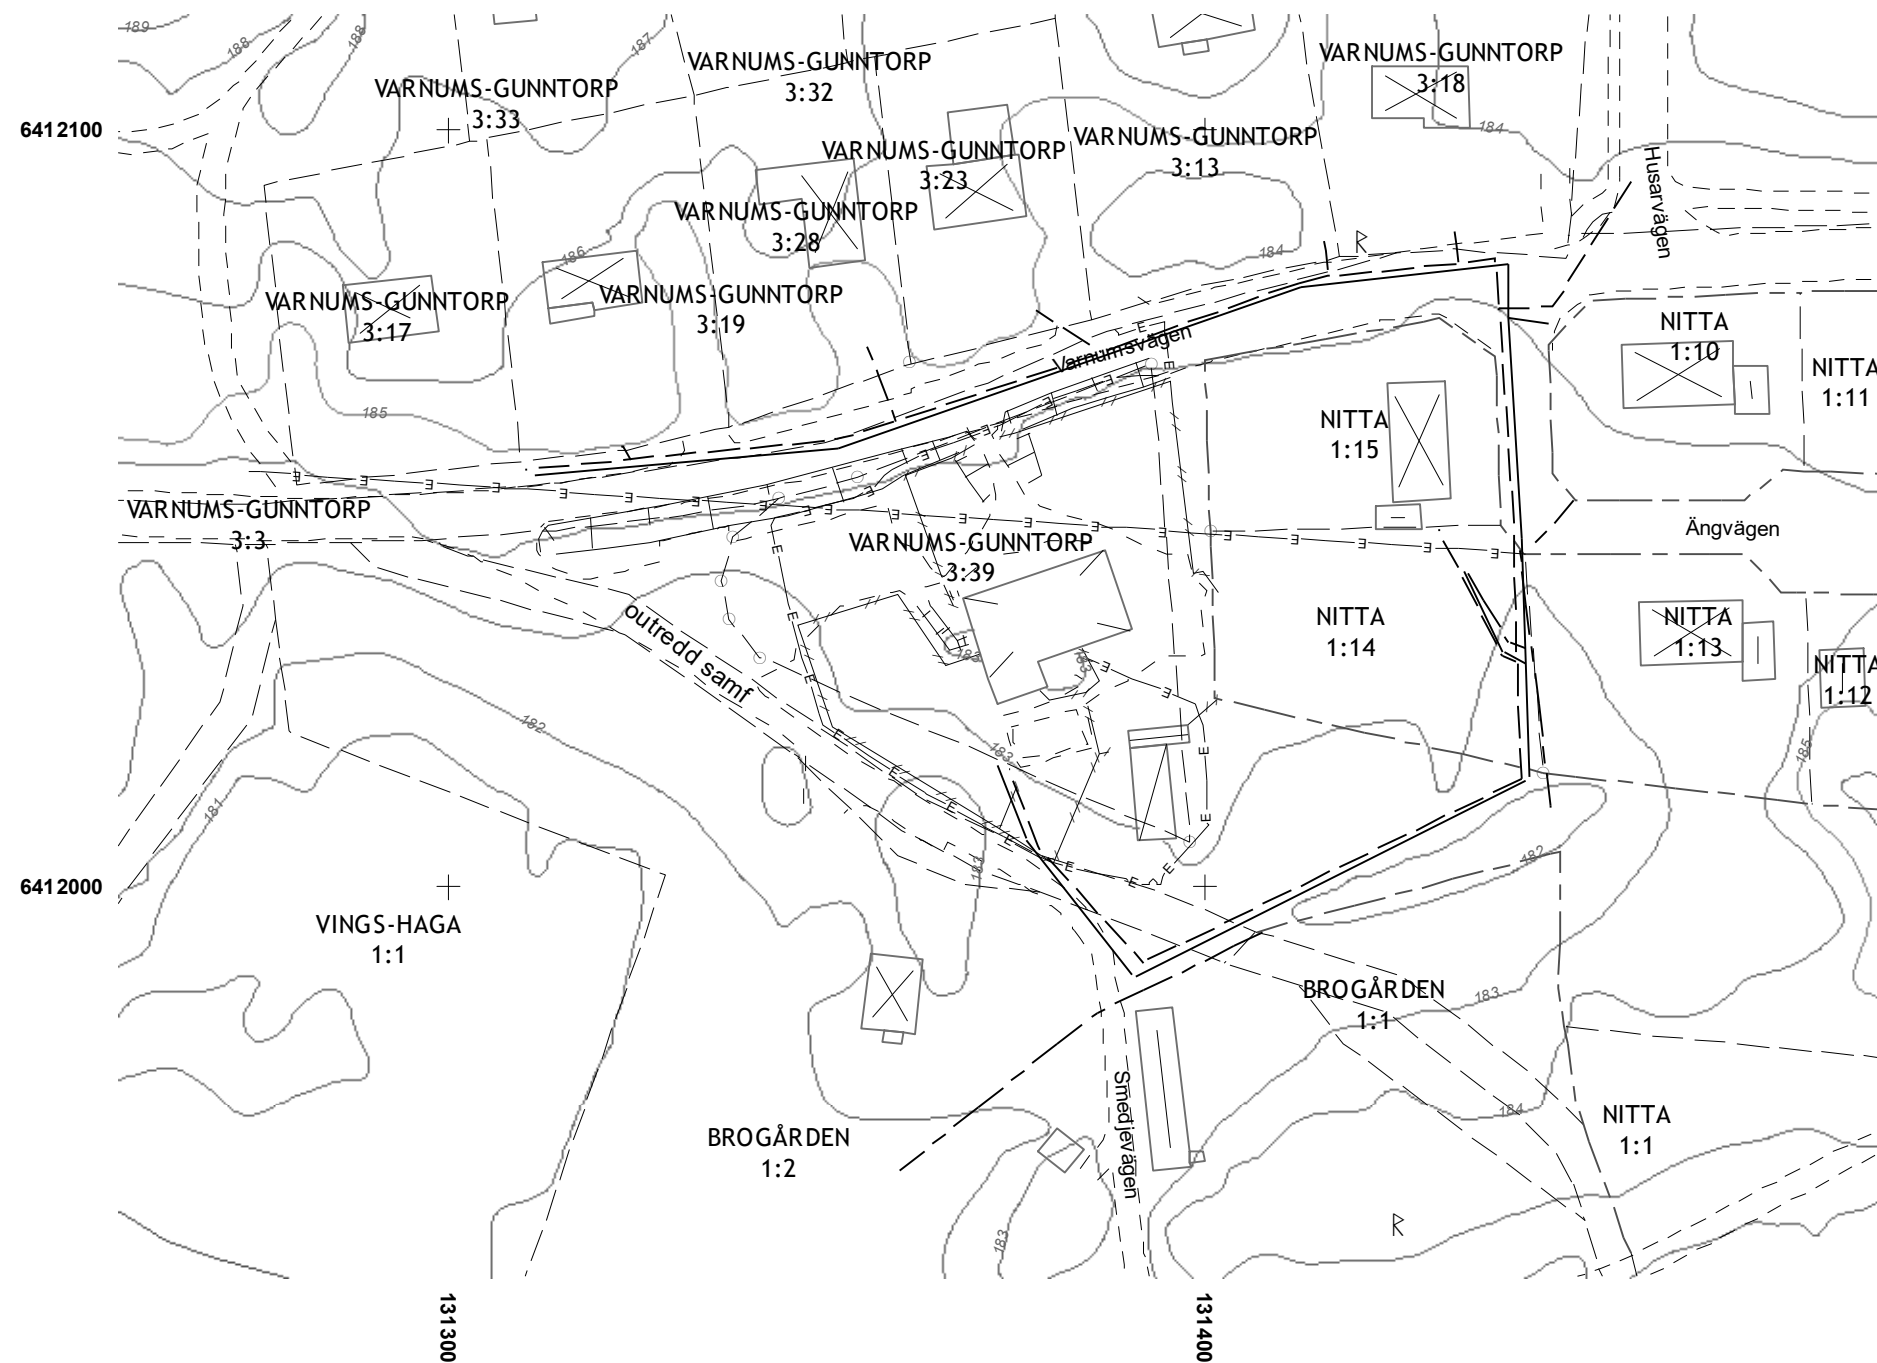 189
188
188
187
VARNUMS-GUNNTORP
3:32
VARNUMS-GUNNTORP
3:18
VARNUMS-GUNNTORP
3:33
6412100
184
VARNUMS-GUNNTORP
3:13
VARNUMS-GUNNTORP
3:23
Husarvägen
VARNUMS-GUNNTORP
3:28
R
184
186
VARNUMS-GUNNTORP
3:17
VARNUMS-GUNNTORP
3:19
Varnumsvägen
NITTA
1:10
NITTA
1:11
185
NITTA
1:15
VARNUMS-GUNNTORP
3:3
Ängvägen
VARNUMS-GUNNTORP
3:39
NITTA
1:14
NITTA
1:13
NITTA
1:12
outredd samf
183
183
182
183
185
181
182
183
6412000
VINGS-HAGA
1:1
BROGÅRDEN
1:1
183
Smedjevägen
184
NITTA
1:1
BROGÅRDEN
1:2
R
183
131300
131400
E E E E E E E E E E E E E E E E E E E